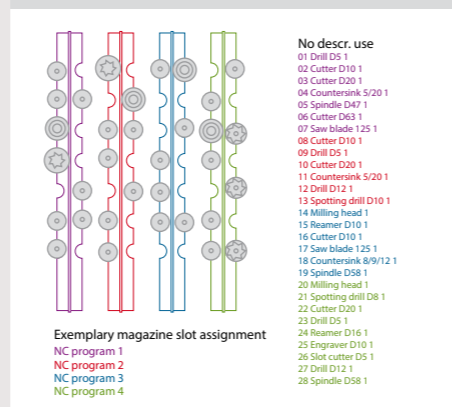 No descr. use
01 Drill D5 1
02 Cutter D10 1
03 Cutter D20 1
04 Countersink 5/20 1
05 Spindle D47 1
06 Cutter D63 1
07 Saw blade 125 1
08 Cutter D10 1
09 Drill D5 1
10 Cutter D20 1
11 Countersink 5/20 1
12 Drill D12 1
13 Spotting drill D10 1
14 Milling head 1
15 Reamer D10 1
16 Cutter D10 1
17 Saw blade 125 1
18 Countersink 8/9/12 1
19 Spindle D58 1
20 Milling head 1
21 Spotting drill D8 1
22 Cutter D20 1
23 Drill D5 1
24 Reamer D16 1
25 Engraver D10 1
26 Slot cutter D5 1
27 Drill D12 1
28 Spindle D58 1
Exemplary magazine slot assignment
NC program 1
NC program 2
NC program 3
NC program 4